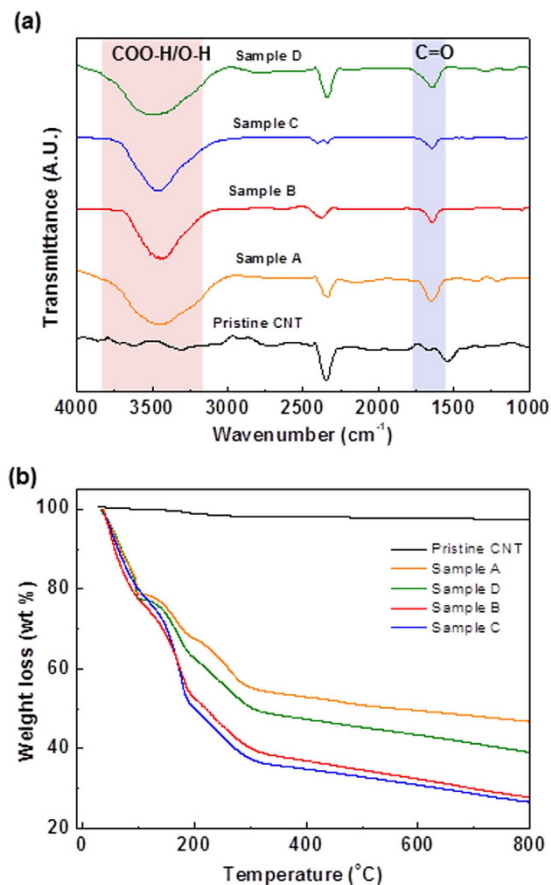 (a)
COO-H/O-H
Sample D
C=O
Sample C
Sample B
Sample A
Pristine CNT
Transmittance (A.U.)
4000 3500 3000 2500 2000 1500 1000
Wavenumber (cm⁻¹)
(b)
100
80
60
40
20
Weight loss (wt %)
Pristine CNT
Sample A
Sample D
Sample B
Sample C
0 200 400 600 800
Temperature (°C)